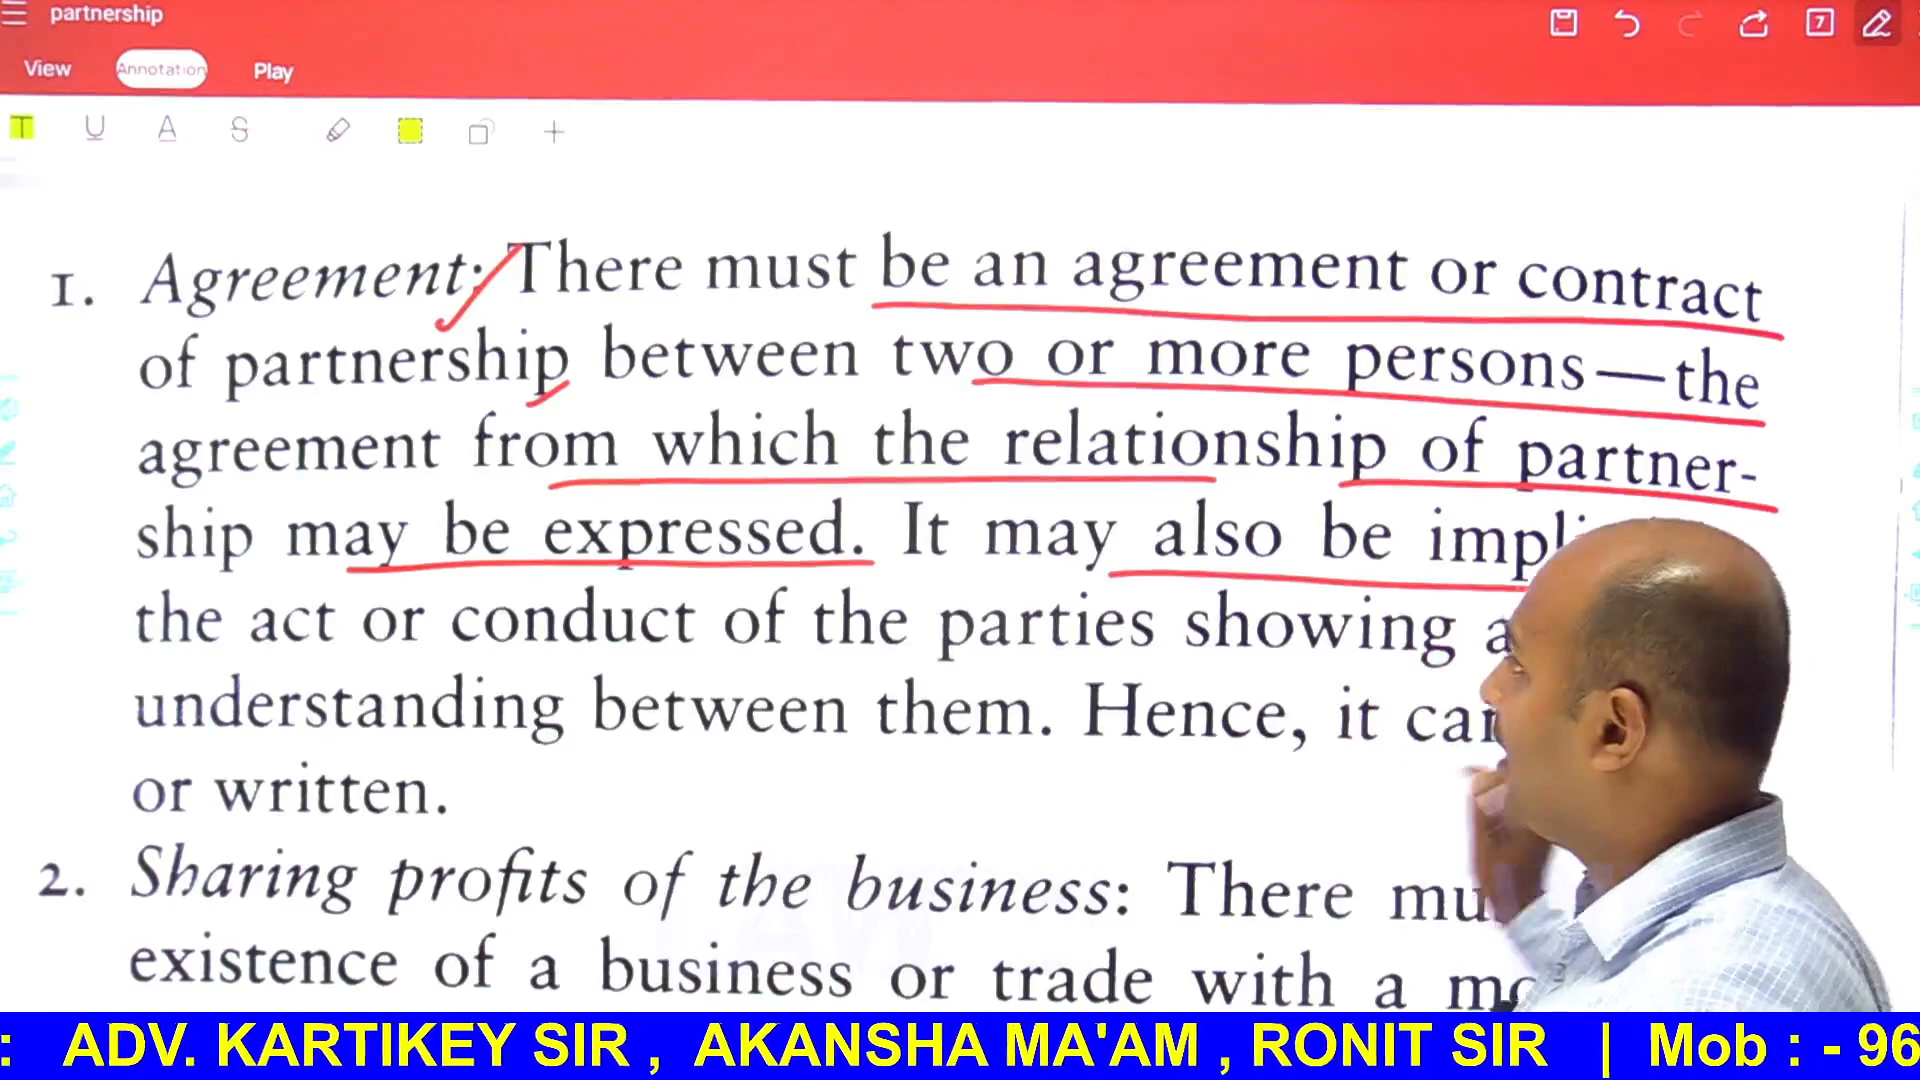 partnership
7
View Annotation Play
T U A S
1. Agreement: There must be an agreement or contract
of partnership between two or more persons—the
agreement from which the relationship of partner-
ship may be expressed. It may also be
the act or conduct of the parties showing
understanding between them. Hence, it
or written.
2. Sharing profits of the business: There
existence of a business or trade with a
: ADV. KARTIKEY SIR , AKANSHA MA'AM , RONIT SIR | Mob : - 96